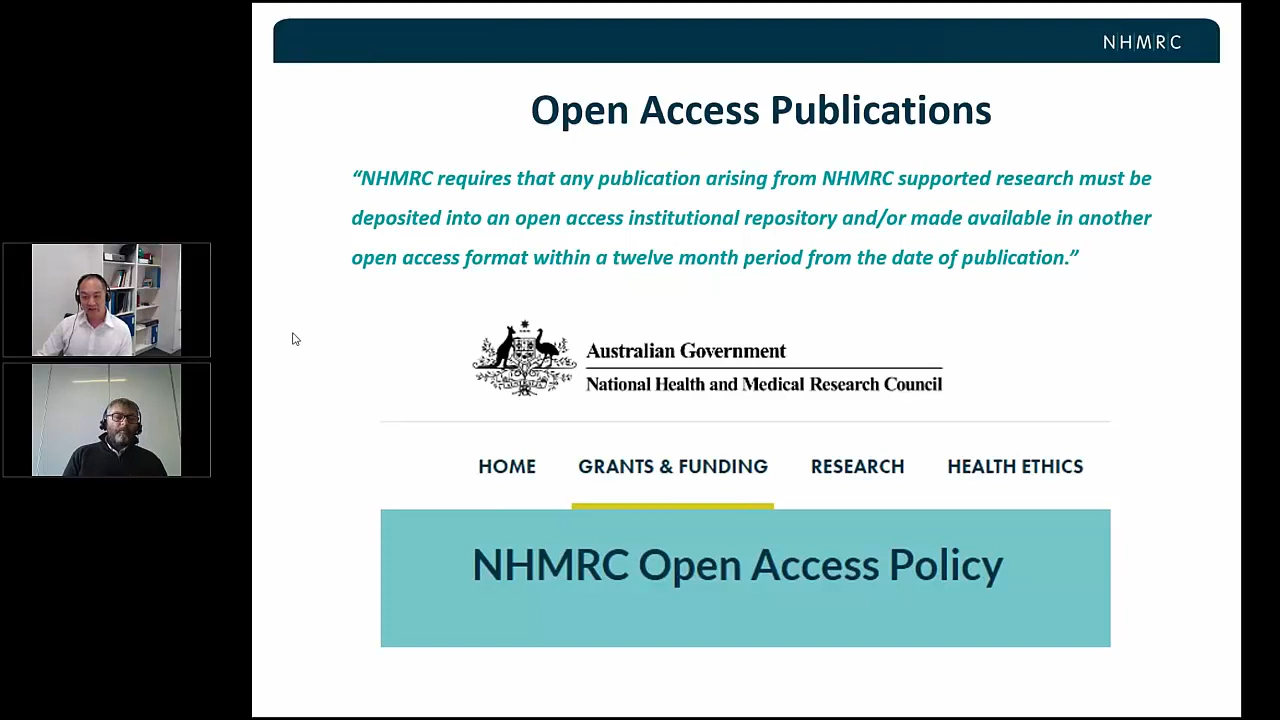 NHMRC
Open Access Publications
“NHMRC requires that any publication arising from NHMRC supported research must be
deposited into an open access institutional repository and/or made available in another
open access format within a twelve month period from the date of publication.”
Australian Government
National Health and Medical Research Council
HOME GRANTS & FUNDING RESEARCH HEALTH ETHICS
NHMRC Open Access Policy